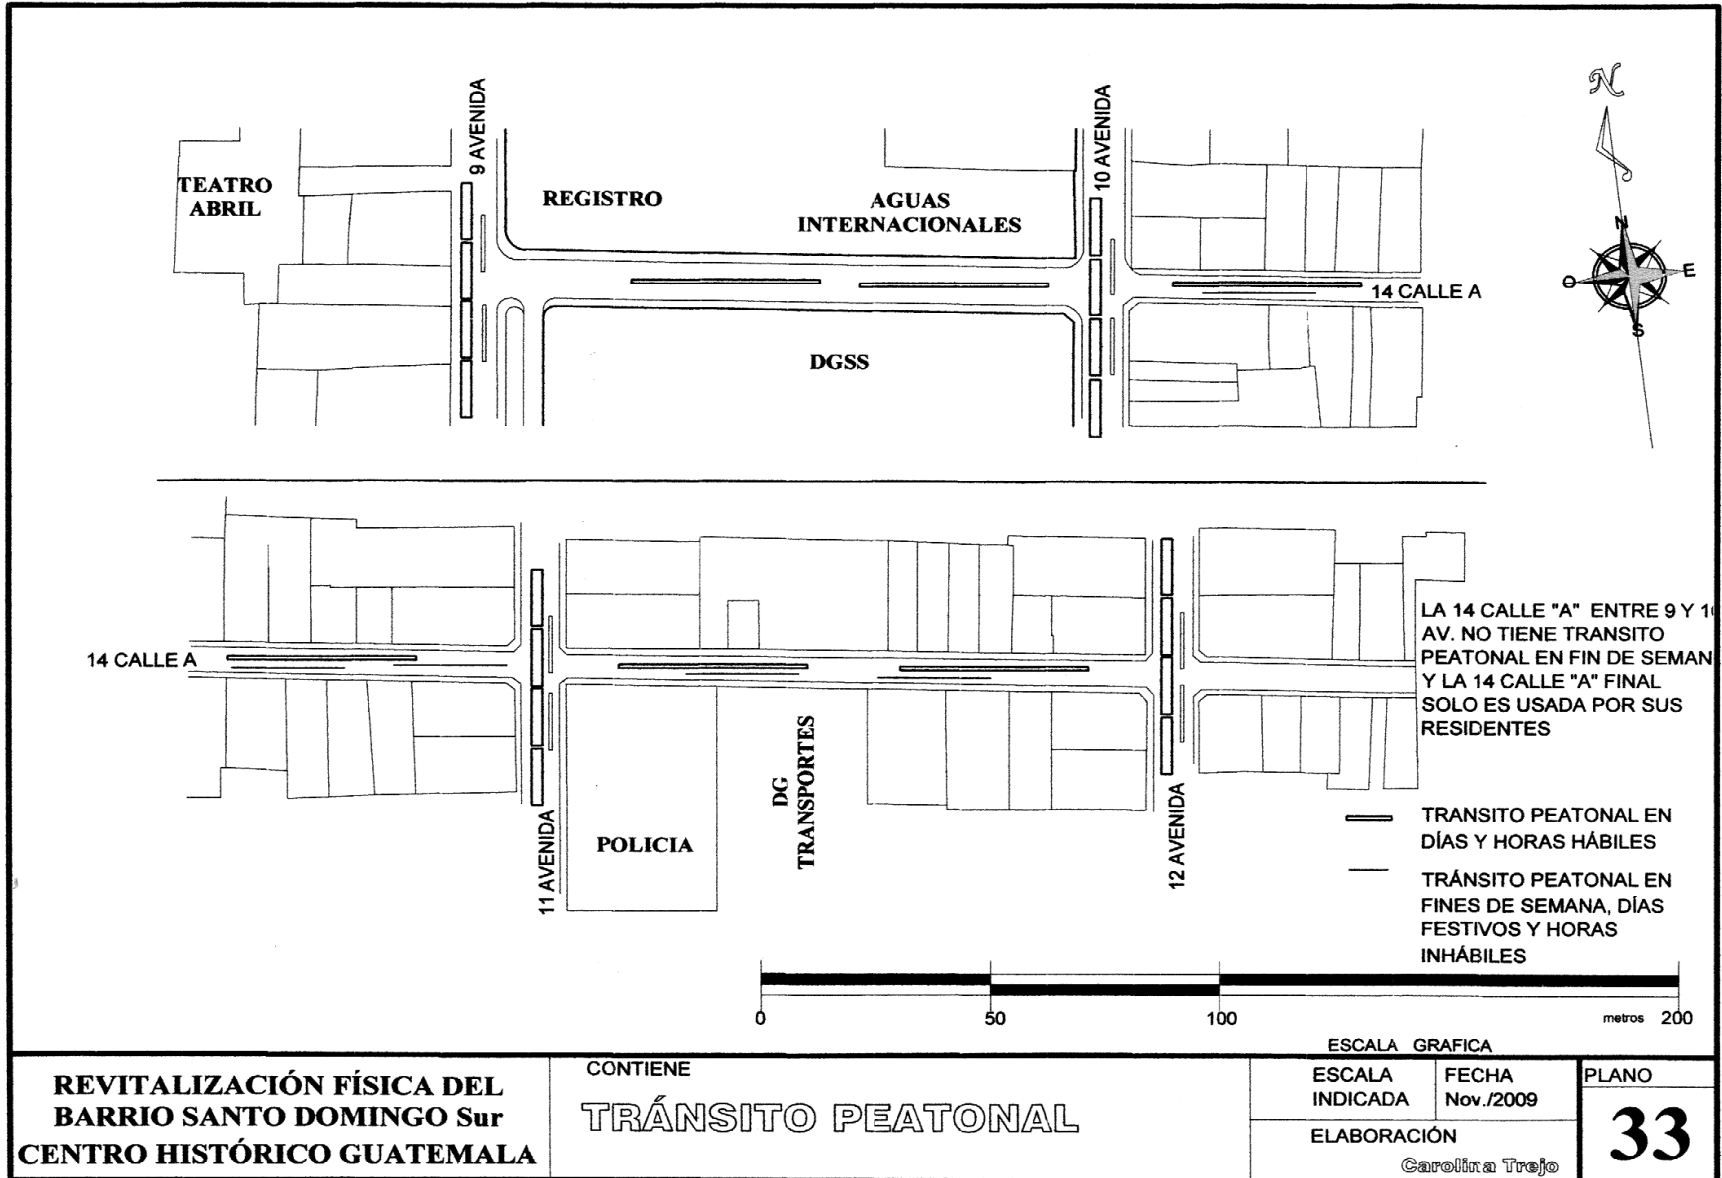 9 AVENIDA
10 AVENIDA
N
TEATRO
ABRIL
REGISTRO
AGUAS
INTERNACIONALES
N
O
E
S
14 CALLE A
DGSS
14 CALLE A
LA 14 CALLE "A" ENTRE 9 Y 1
AV. NO TIENE TRANSITO
PEATONAL EN FIN DE SEMAN
Y LA 14 CALLE "A" FINAL
SOLO ES USADA POR SUS
RESIDENTES
DG
TRANSPORTES
POLICIA
11 AVENIDA
12 AVENIDA
TRANSITO PEATONAL EN
DÍAS Y HORAS HÁBILES
TRÁNSITO PEATONAL EN
FINES DE SEMANA, DÍAS
FESTIVOS Y HORAS
INHÁBILES
0
50
100
metros 200
ESCALA GRAFICA
REVITALIZACIÓN FÍSICA DEL
BARRIO SANTO DOMINGO Sur
CENTRO HISTÓRICO GUATEMALA
CONTIENE
TRÁNSITO PEATONAL
ESCALA
INDICADA
FECHA
Nov./2009
ELABORACIÓN
Carolina Trejo
PLANO
33